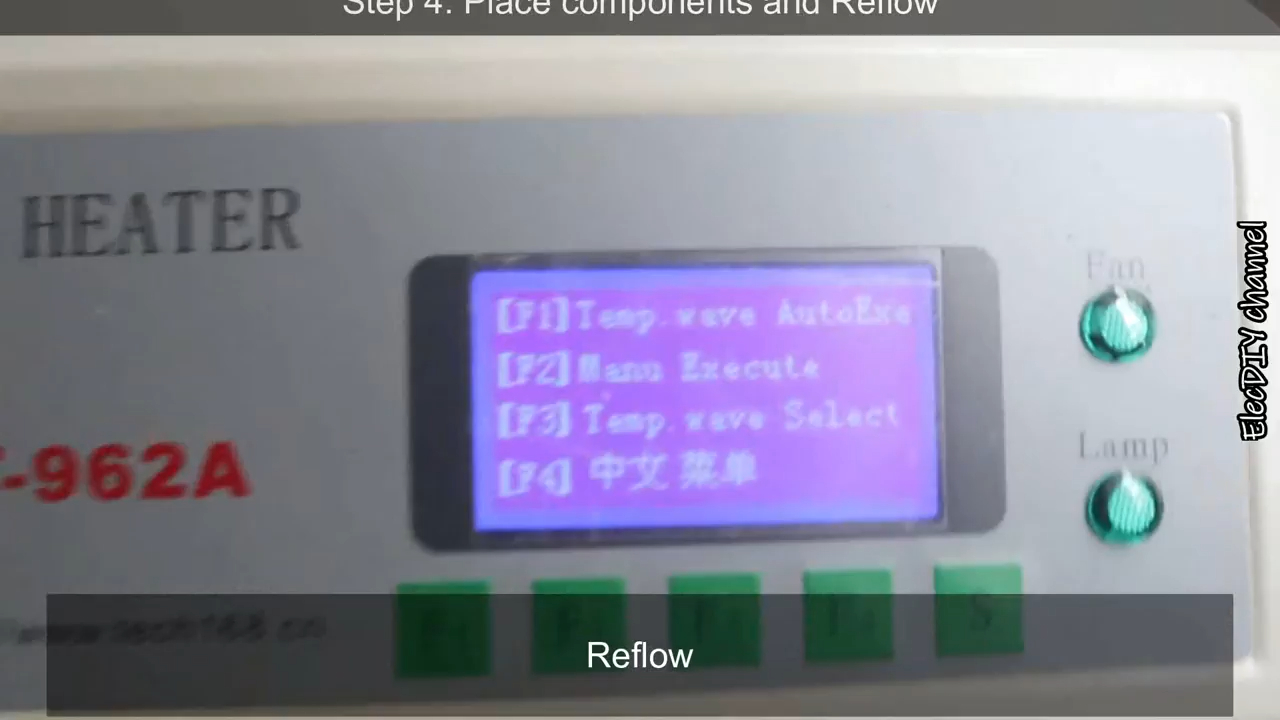 Step 4. Place components and Reflow
HEATER
-962A
[F1] Temp.wave AutoExe
[F2] Manu Execute
[F3] Temp.wave Select
[F4] 中文 菜单
Fan
Lamp
S
Reflow
ElecDIY channel